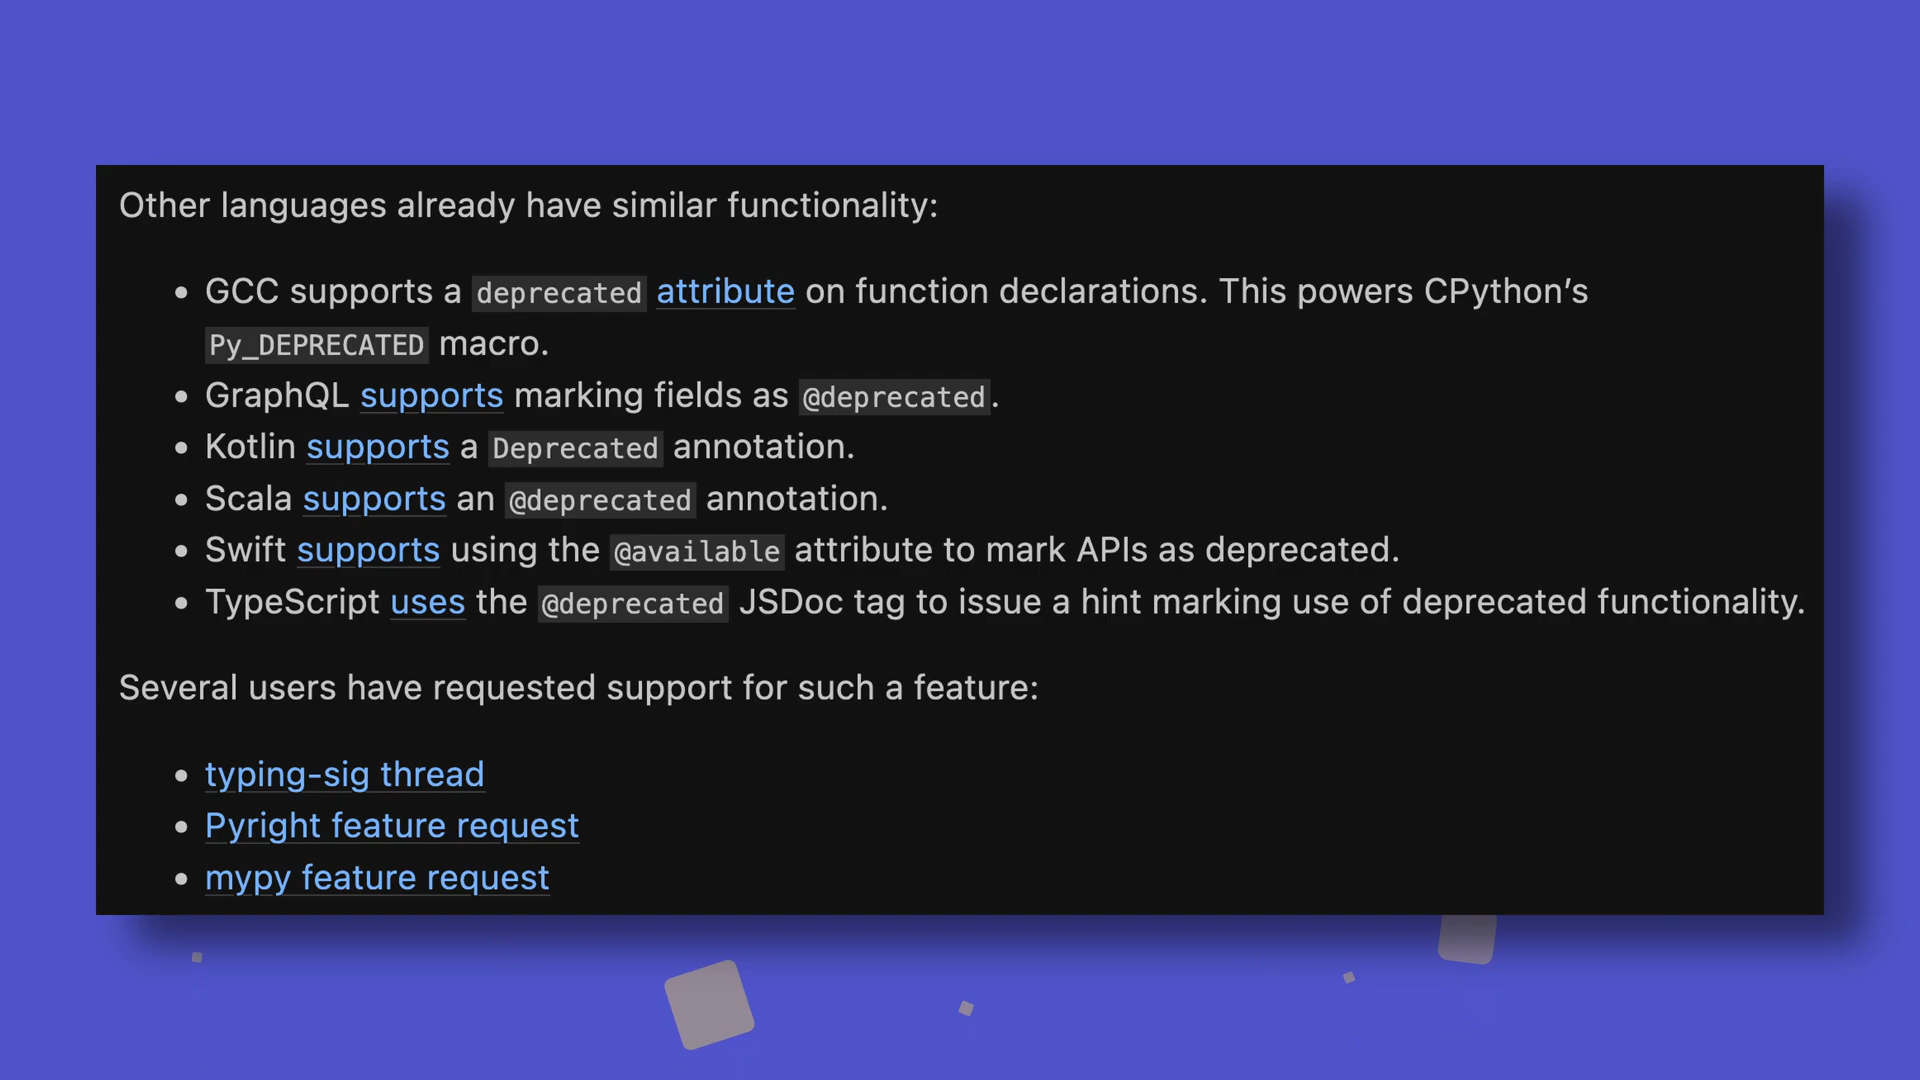 Other languages already have similar functionality:
• GCC supports a deprecated attribute on function declarations. This powers CPython’s
Py_DEPRECATED macro.
• GraphQL supports marking fields as @deprecated.
• Kotlin supports a Deprecated annotation.
• Scala supports an @deprecated annotation.
• Swift supports using the @available attribute to mark APIs as deprecated.
• TypeScript uses the @deprecated JSDoc tag to issue a hint marking use of deprecated functionality.
Several users have requested support for such a feature:
• typing-sig thread
• Pyright feature request
• mypy feature request